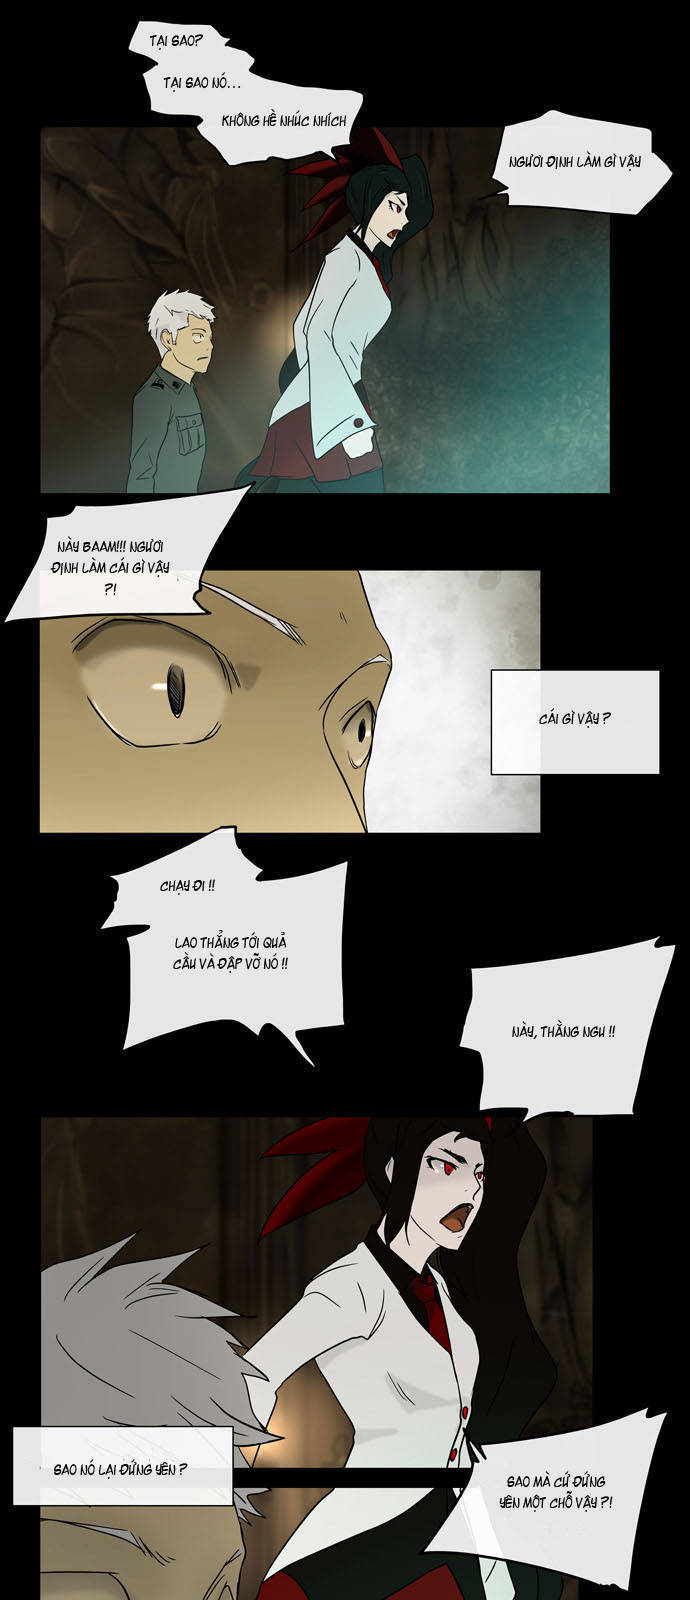 TẠI SAO?
TẠI SAO NÓ...
KHÔNG HỀ NHÚC NHÍCH
NGƯƠI ĐỊNH LÀM GÌ VẬY
NÀY BAAM!!! NGƯƠI
ĐỊNH LÀM CÁI GÌ VẬY
?!
CÁI GÌ VẬY ?
CHẠY ĐI !!
LAO THẲNG TỚI QUẢ
CẦU VÀ ĐẬP VỠ NÓ !!
NÀY, THẰNG NGU !!
SAO NÓ LẠI ĐỨNG YÊN ?
SAO MÀ CỨ ĐỨNG
YÊN MỘT CHỖ VẬY ?!